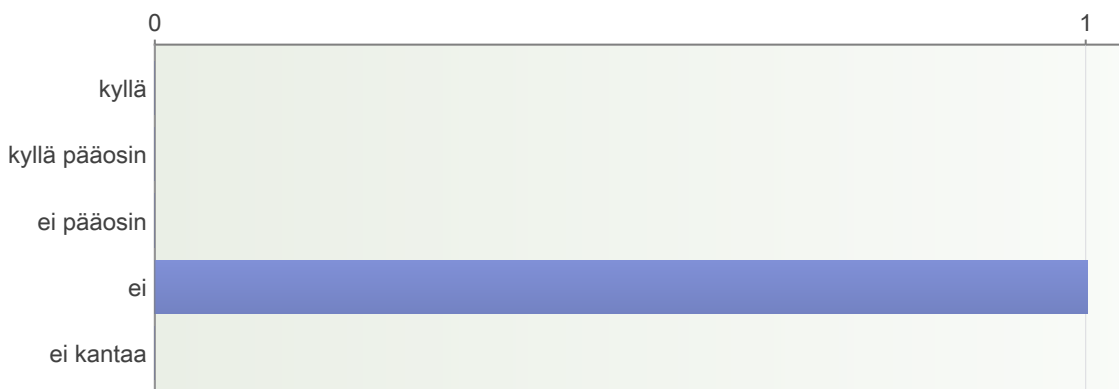 0 1
kyllä
kyllä pääosin
ei pääosin
ei
ei kantaa